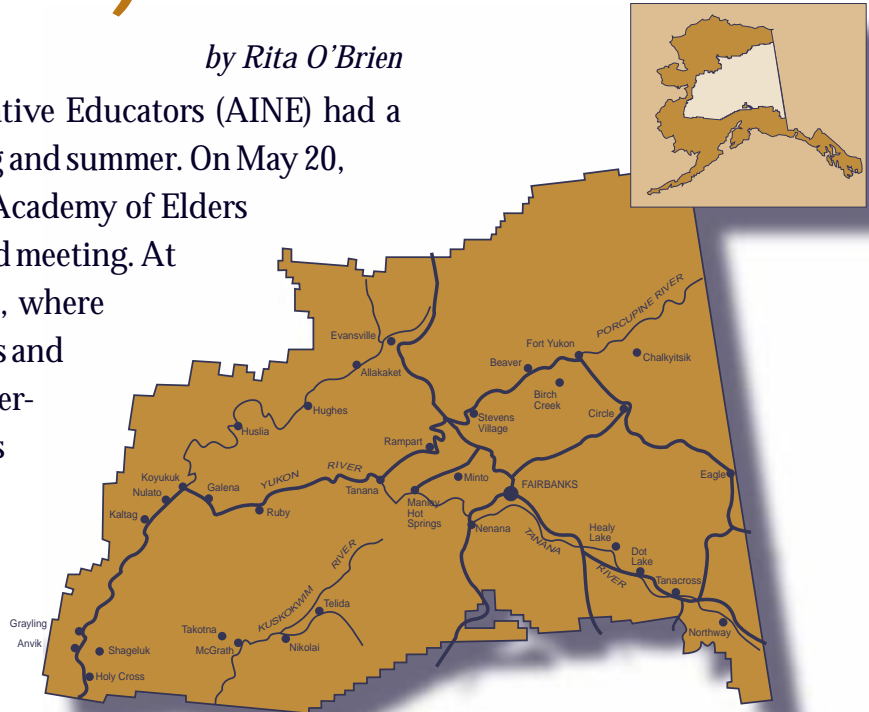 by Rita O’Brien
tive Educators (AINE) had a
g and summer. On May 20,
Academy of Elders
d meeting. At
, where
s and
er-
s
Evansville
Allakaket
Hughes
Huslia
Koyukuk
Nulato
Kaltag
Galena
YUKON RIVER
Ruby
Tanana
Rampart
Stevens
Village
Beaver
Fort Yukon
PORCUPINE RIVER
Chalkyitsik
Birch
Creek
Circle
Eagle
Minto
Manley
Hot
Springs
FAIRBANKS
Nenana
TANANA RIVER
Healy
Lake
Dot
Lake
Tanacross
Northway
KUSKOKWIM RIVER
Telida
Nikolai
Takotna
McGrath
Grayling
Anvik
Shageluk
Holy Cross